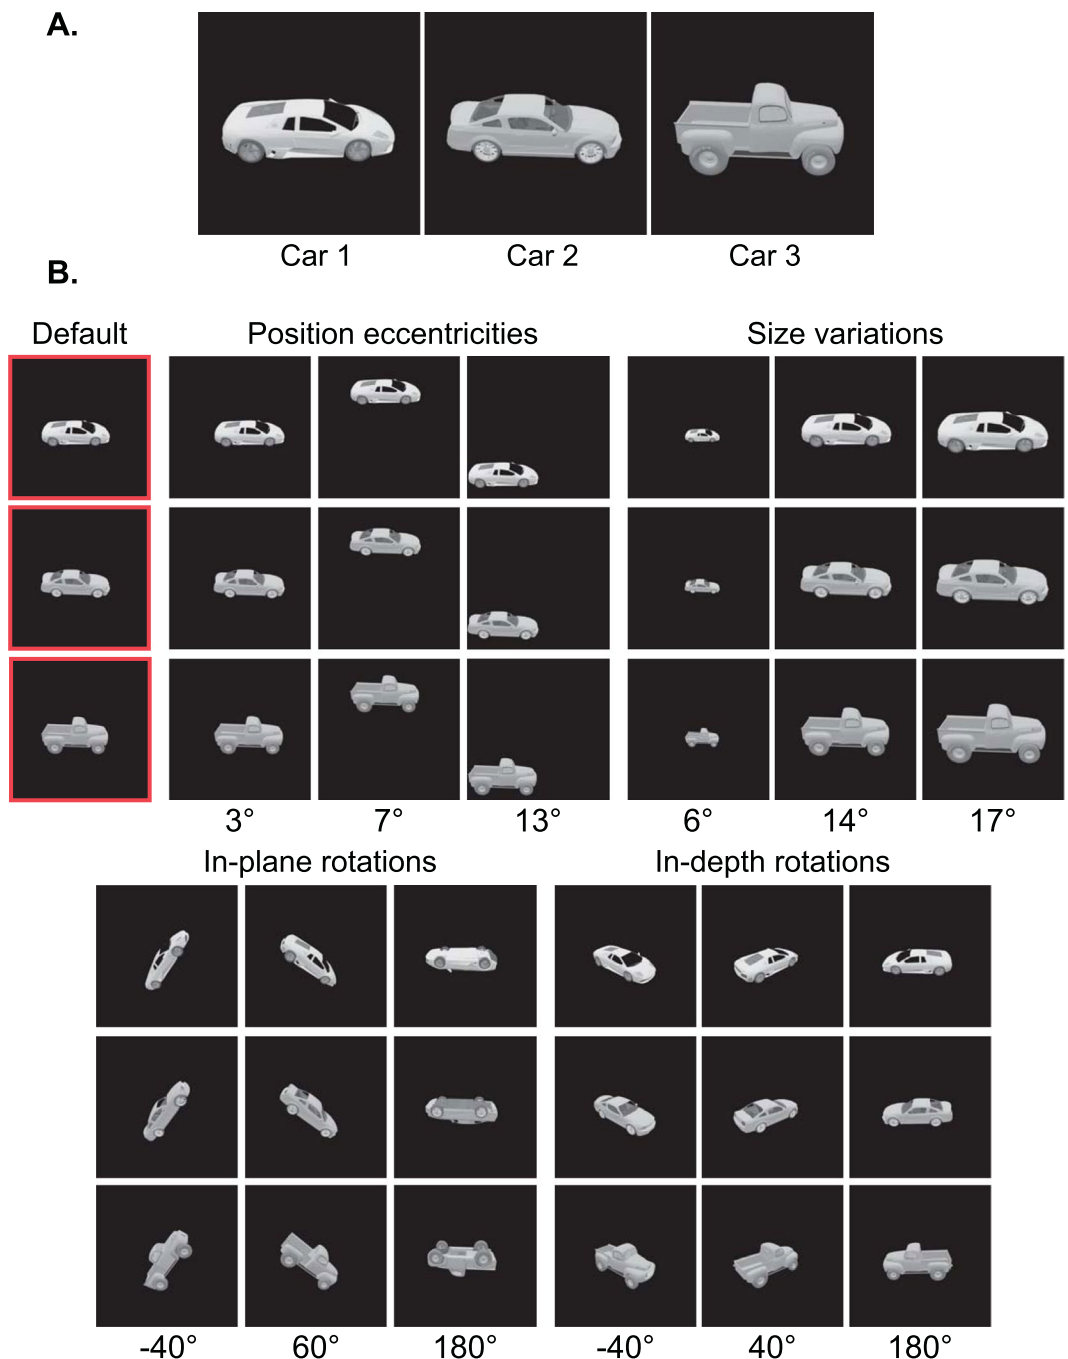 A.
Car 1 Car 2 Car 3
B.
Default Position eccentricities Size variations
3° 7° 13° 6° 14° 17°
In-plane rotations In-depth rotations
-40° 60° 180° -40° 40° 180°